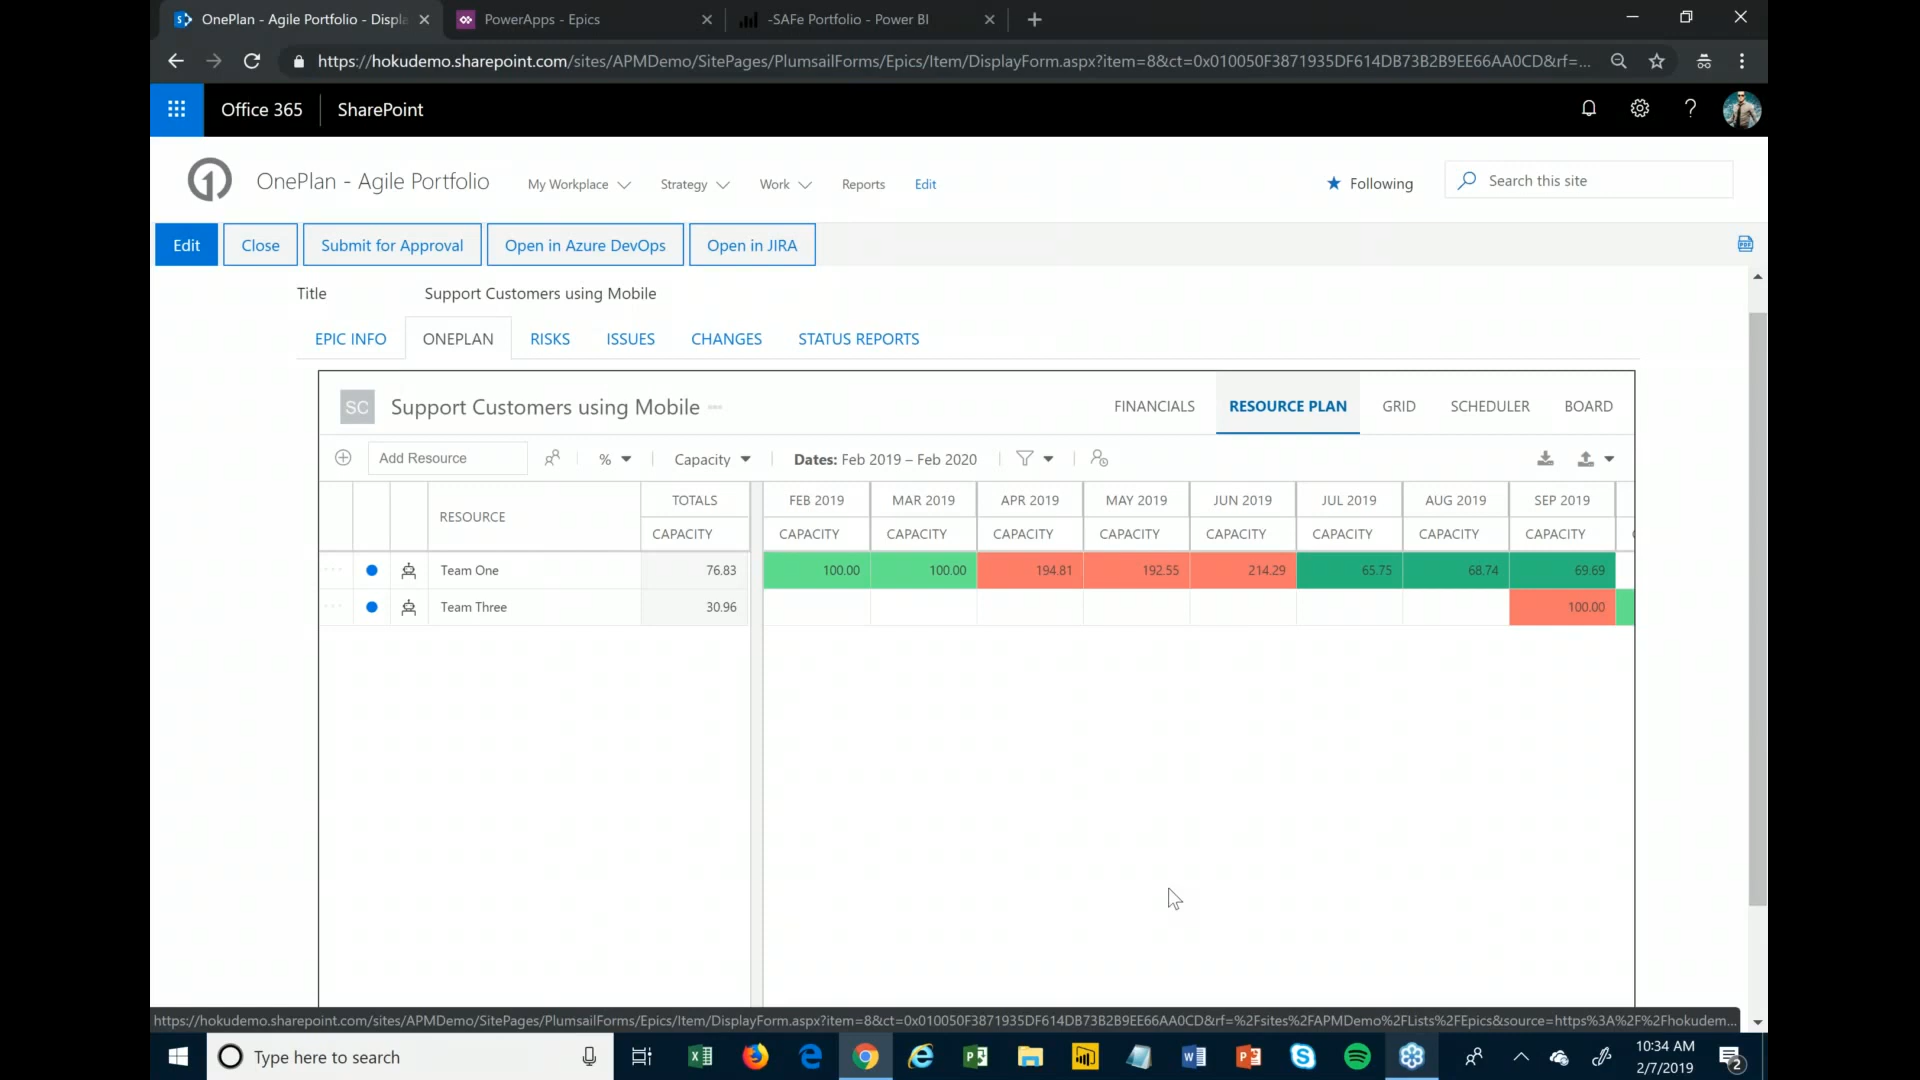 OnePlan - Agile Portfolio - Displa
PowerApps - Epics
-SAFe Portfolio - Power BI
https://hokudemo.sharepoint.com/sites/APMDemo/SitePages/PlumsailForms/Epics/Item/DisplayForm.aspx?item=8&ct=0x010050F3871935DF614DB73B2B9EE66AA0CD&rf=...
Office 365
SharePoint
OnePlan - Agile Portfolio
My Workplace
Strategy
Work
Reports
Edit
Following
Search this site
Edit
Close
Submit for Approval
Open in Azure DevOps
Open in JIRA
PDF
Title
Support Customers using Mobile
EPIC INFO
ONEPLAN
RISKS
ISSUES
CHANGES
STATUS REPORTS
SC
Support Customers using Mobile
FINANCIALS
RESOURCE PLAN
GRID
SCHEDULER
BOARD
Add Resource
%
Capacity
Dates: Feb 2019 – Feb 2020
RESOURCE
TOTALS
FEB 2019
MAR 2019
APR 2019
MAY 2019
JUN 2019
JUL 2019
AUG 2019
SEP 2019
CAPACITY
CAPACITY
CAPACITY
CAPACITY
CAPACITY
CAPACITY
CAPACITY
CAPACITY
CAPACITY
Team One
76.83
100.00
100.00
194.81
192.55
214.29
65.75
68.74
69.69
Team Three
30.96
100.00
https://hokudemo.sharepoint.com/sites/APMDemo/SitePages/PlumsailForms/Epics/Item/DisplayForm.aspx?item=8&ct=0x010050F3871935DF614DB73B2B9EE66AA0CD&rf=%2Fsites%2FAPMDemo%2FLists%2FEpics&source=https%3A%2F%2Fhokudem...
Type here to search
10:34 AM
2/7/2019
2